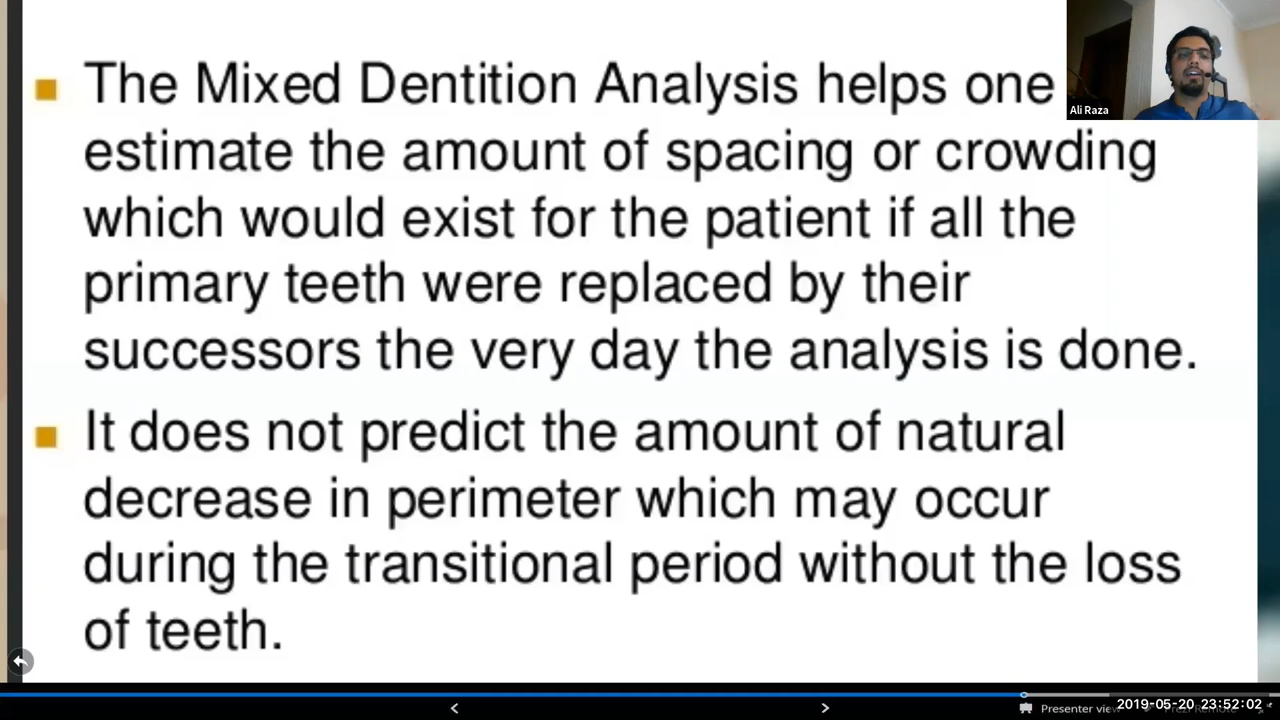 The Mixed Dentition Analysis helps one
estimate the amount of spacing or crowding
which would exist for the patient if all the
primary teeth were replaced by their
successors the very day the analysis is done.
It does not predict the amount of natural
decrease in perimeter which may occur
during the transitional period without the loss
of teeth.
Ali Raza
Presenter
2019-05-20 23:52:02